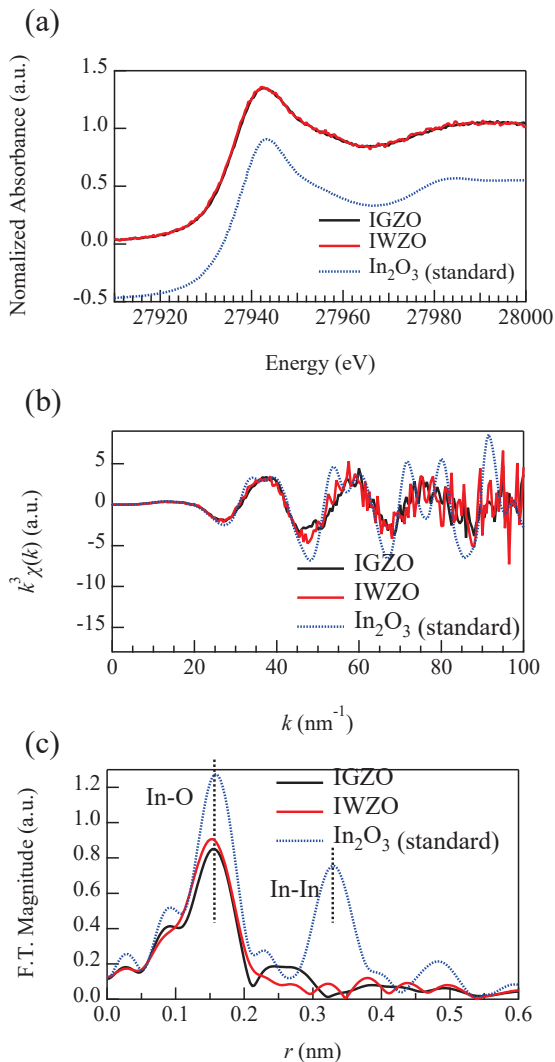 (a)
Nomalized Absorbance (a.u.)
1.5
1.0
0.5
0.0
-0.5
IGZO
IWZO
In₂O₃ (standard)
27920 27940 27960 27980 28000
Energy (eV)
(b)
k³ χ(k) (a.u.)
5
0
-5
-10
-15
IGZO
IWZO
In₂O₃ (standard)
0 20 40 60 80 100
k (nm⁻¹)
(c)
F.T. Magnitude (a.u.)
1.2
1.0
0.8
0.6
0.4
0.2
0.0
In-O
IGZO
IWZO
In₂O₃ (standard)
In-In
0.0 0.1 0.2 0.3 0.4 0.5 0.6
r (nm)